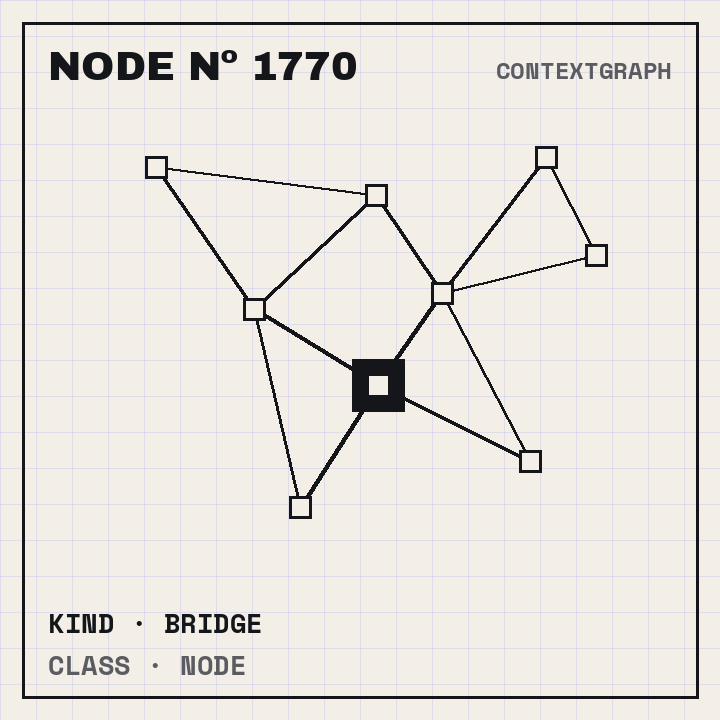 NODE Nº 1770
CONTEXTGRAPH
KIND · BRIDGE
CLASS · NODE